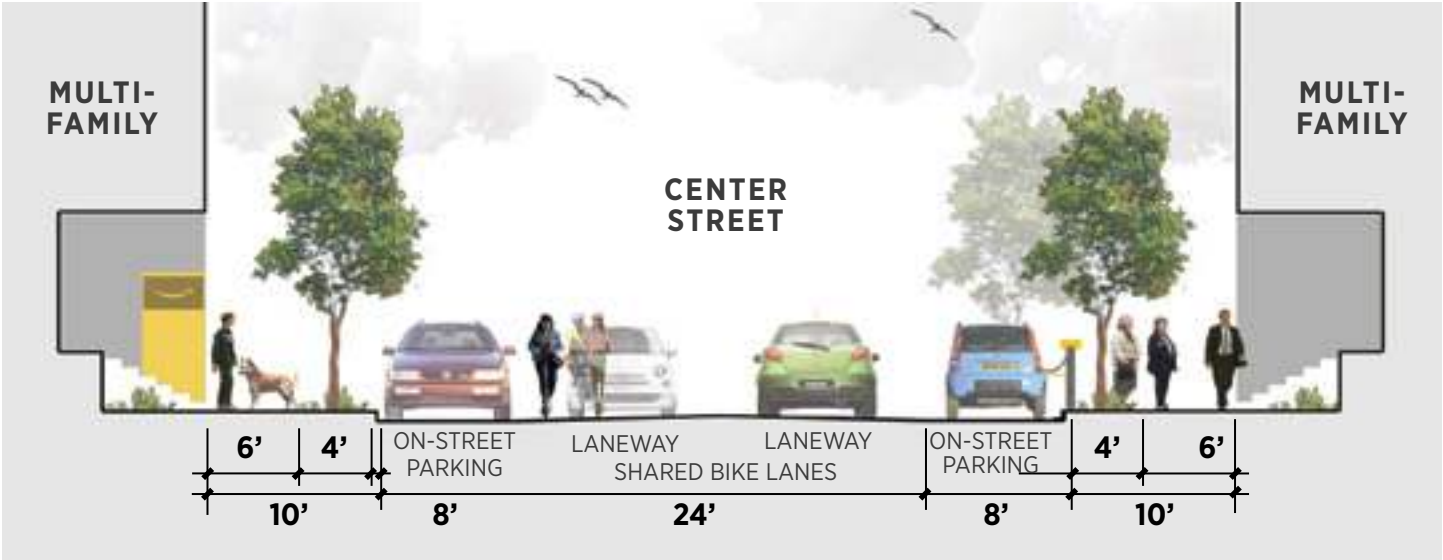 MULTI-
FAMILY
MULTI-
FAMILY
CENTER
STREET
6’
4’
ON-STREET
PARKING
LANEWAY
LANEWAY
SHARED BIKE LANES
ON-STREET
PARKING
4’
6’
10’
8’
24’
8’
10’